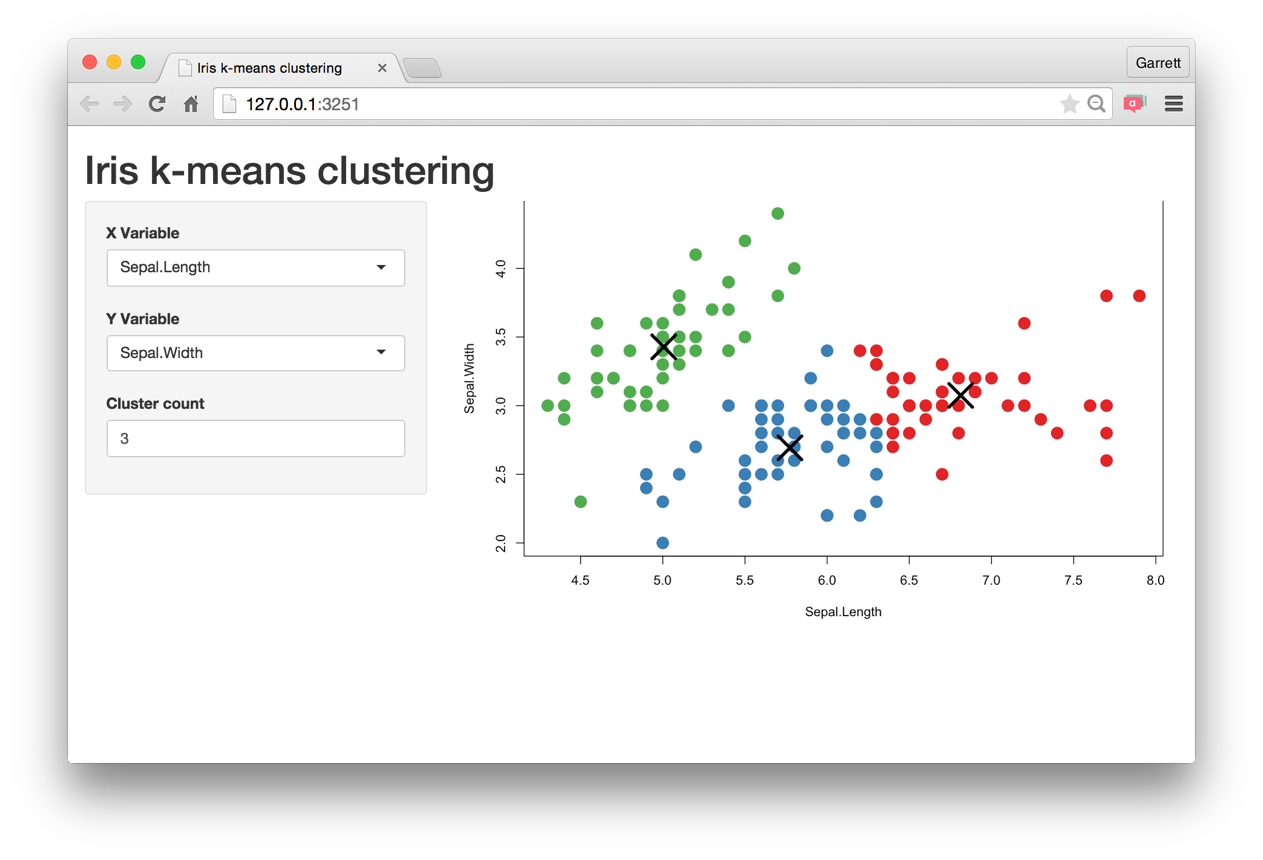 Iris k-means clustering
Garrett
127.0.0.1:3251
a
Iris k-means clustering
X Variable
Sepal.Length
Y Variable
Sepal.Width
Cluster count
3
Sepal.Width
4.0
3.5
3.0
2.5
2.0
4.5 5.0 5.5 6.0 6.5 7.0 7.5 8.0
Sepal.Length